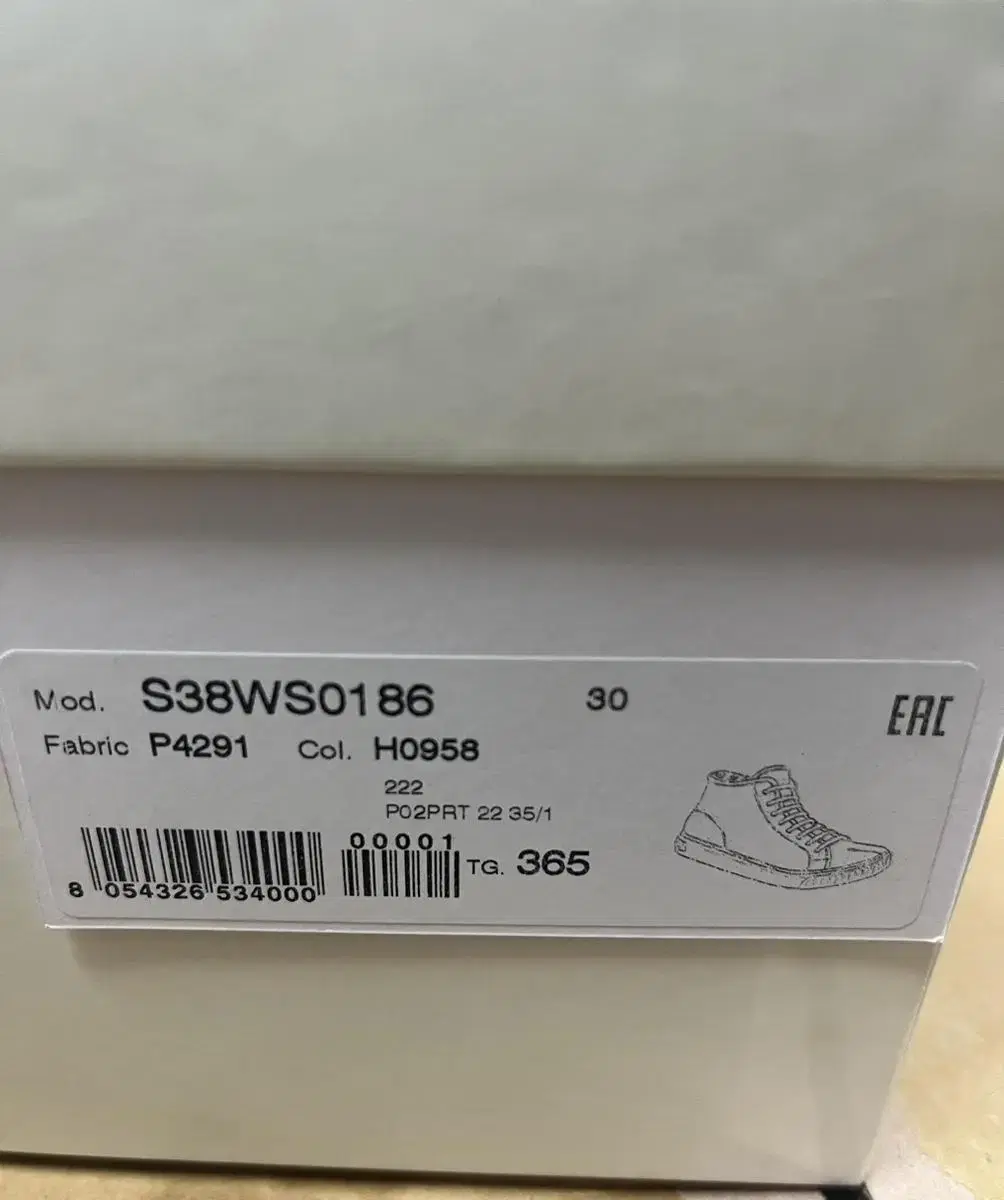 Mod. S38WS0186 30 EAC
Fabric P4291 Col. H0958
222
P02PRT 22 35/1
00001
TG. 365
8 054326 534000